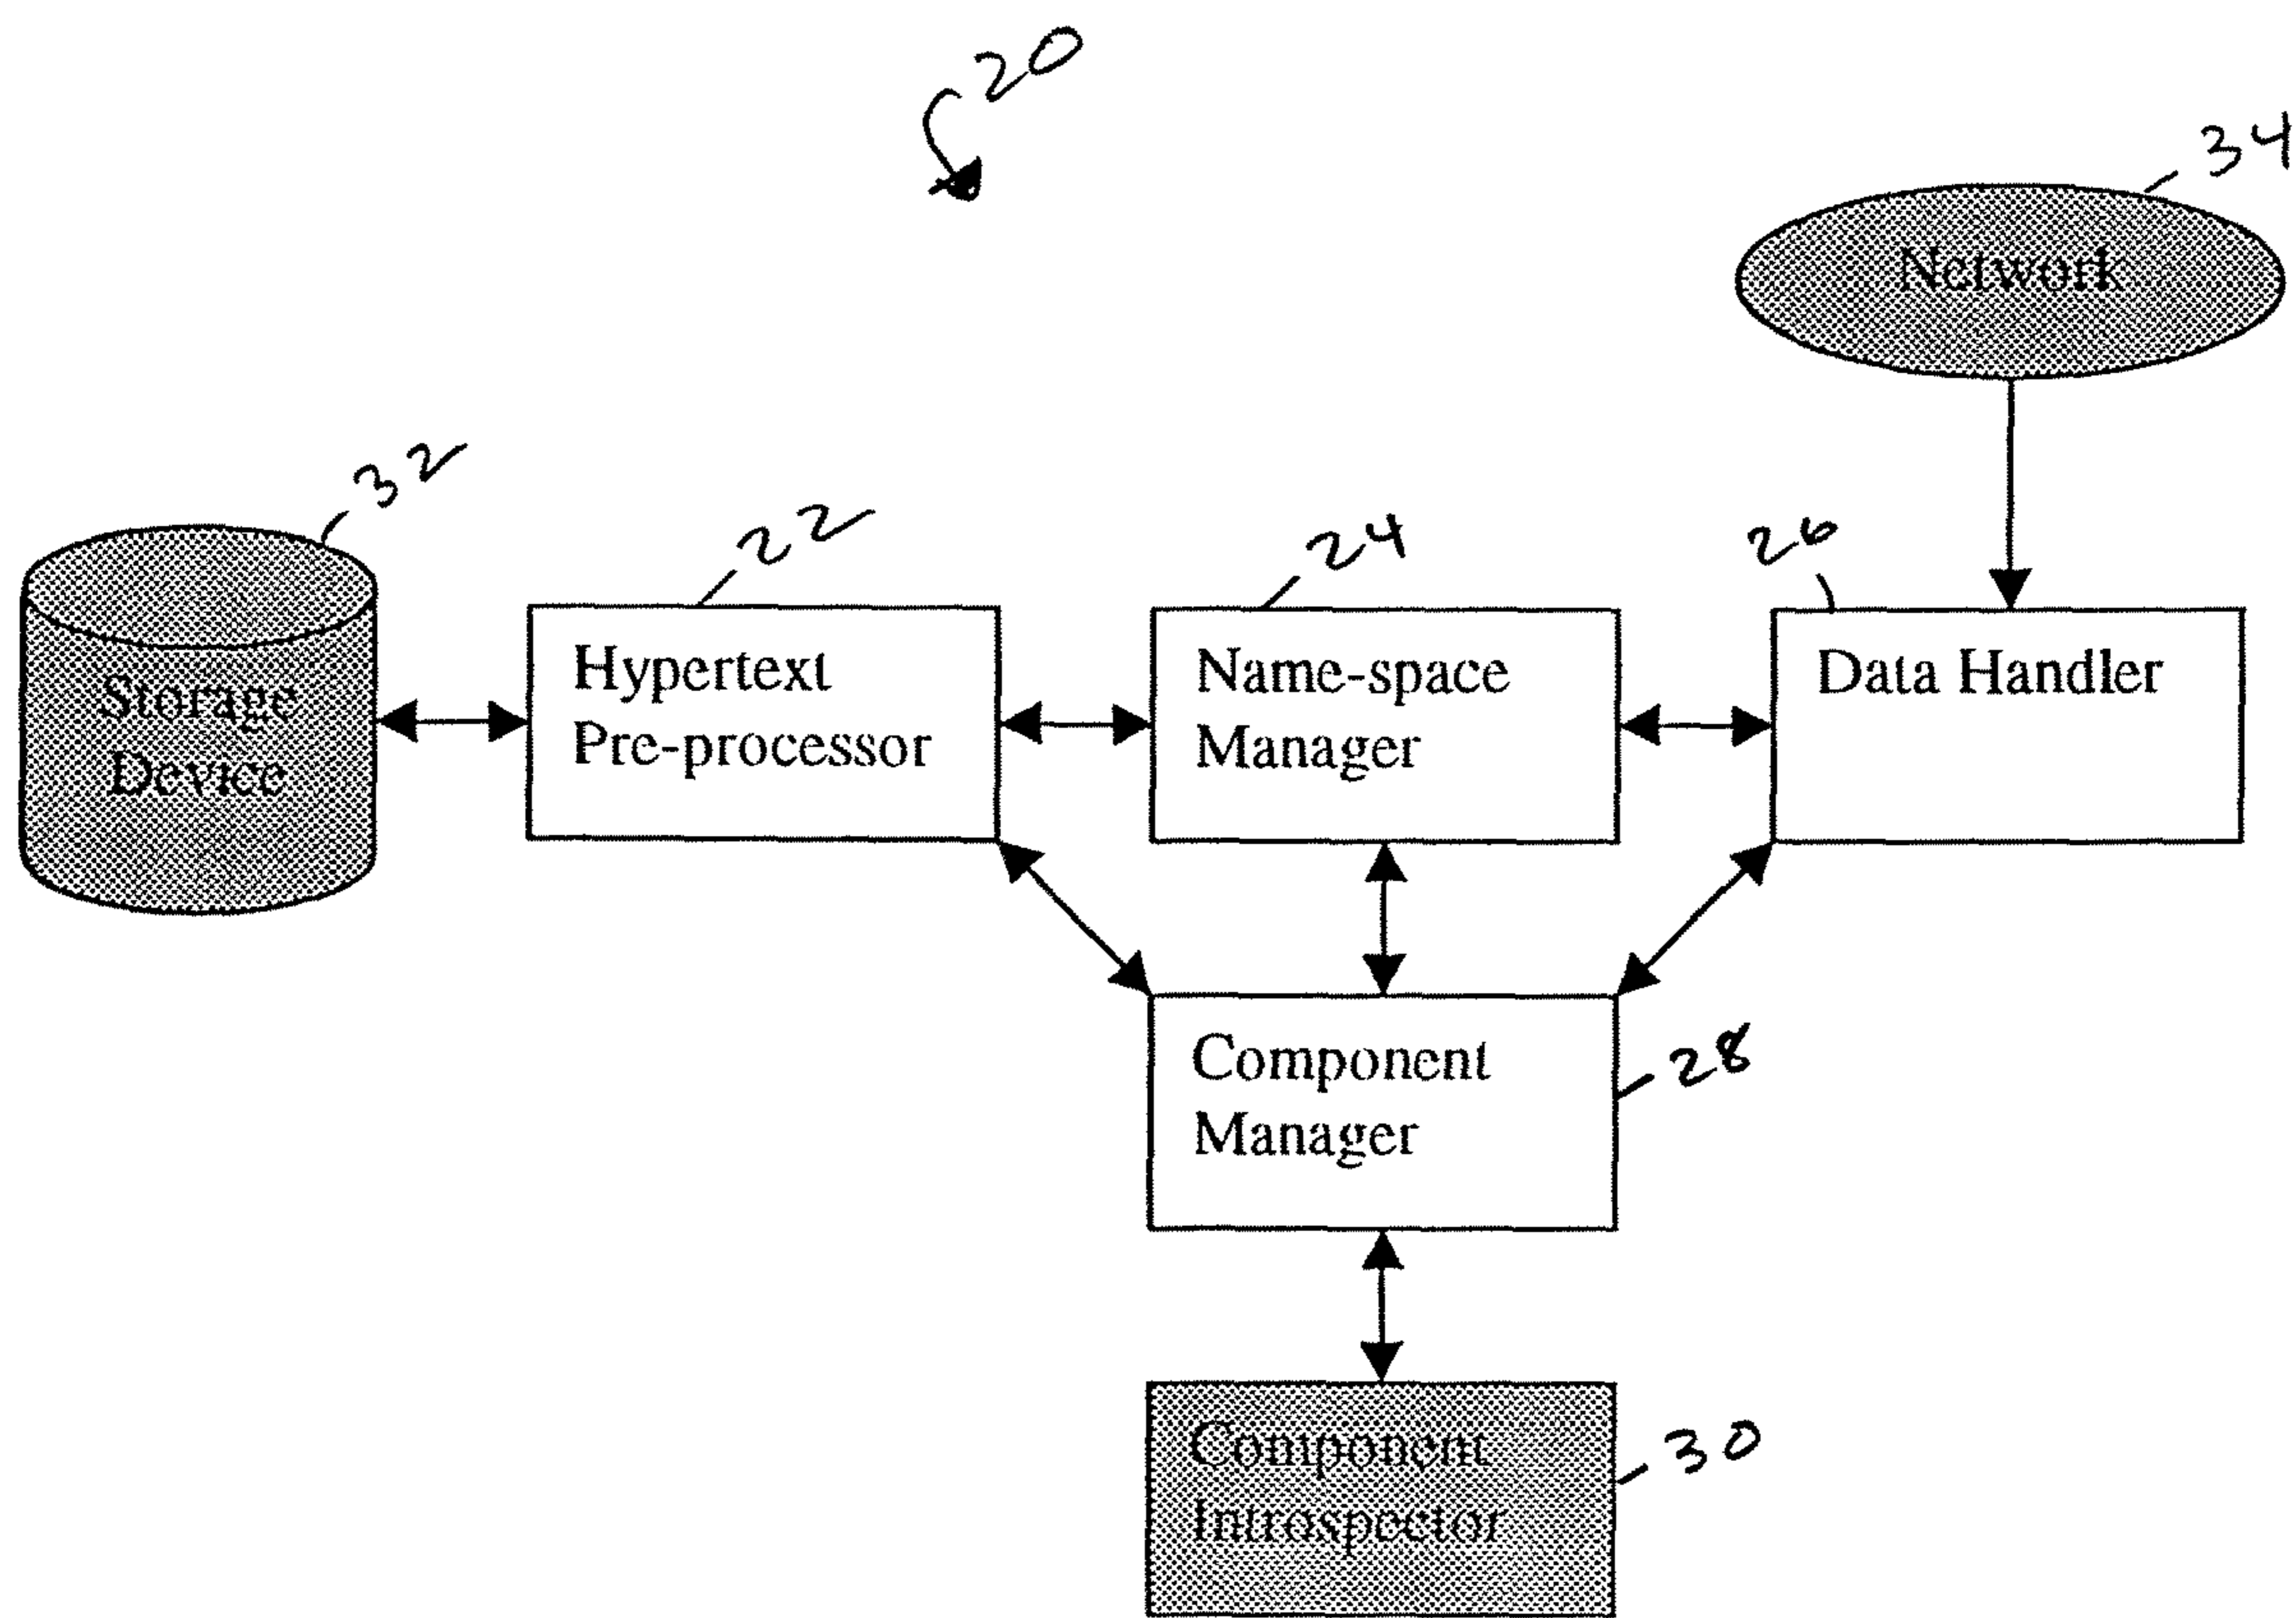 20
34
Network
32
22
24
26
Storage
Device
Hypertext
Pre-processor
Name-space
Manager
Data Handler
Component
Manager
28
Component
Introspector
30